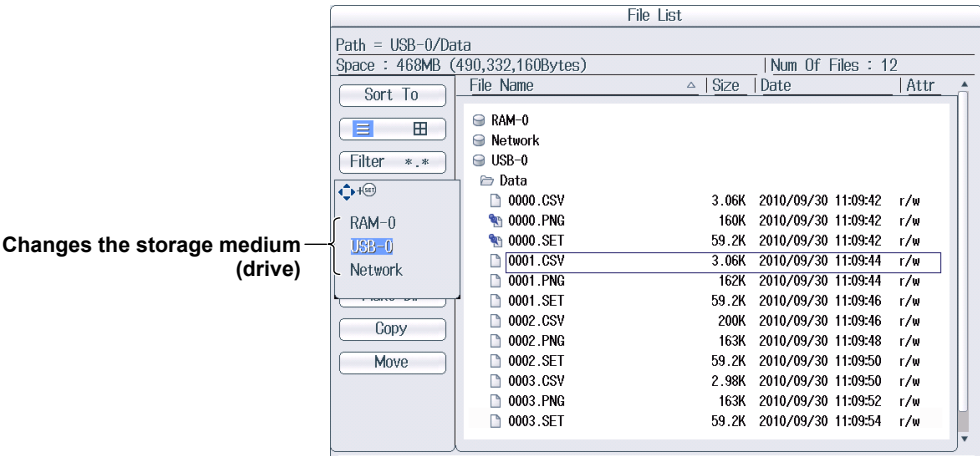 File List
Path = USB-0/Data
Space : 468MB (490,332,160Bytes) Num Of Files : 12
Sort To
File Name Size Date Attr
Filter *.*
SET
RAM-0
USB-0
Network
Changes the storage medium
(drive)
Copy
Move
RAM-0
Network
USB-0
Data
0000.CSV 3.06K 2010/09/30 11:09:42 r/w
0000.PNG 160K 2010/09/30 11:09:42 r/w
0000.SET 59.2K 2010/09/30 11:09:42 r/w
0001.CSV 3.06K 2010/09/30 11:09:44 r/w
0001.PNG 162K 2010/09/30 11:09:44 r/w
0001.SET 59.2K 2010/09/30 11:09:46 r/w
0002.CSV 200K 2010/09/30 11:09:46 r/w
0002.PNG 163K 2010/09/30 11:09:48 r/w
0002.SET 59.2K 2010/09/30 11:09:50 r/w
0003.CSV 2.98K 2010/09/30 11:09:50 r/w
0003.PNG 163K 2010/09/30 11:09:52 r/w
0003.SET 59.2K 2010/09/30 11:09:54 r/w